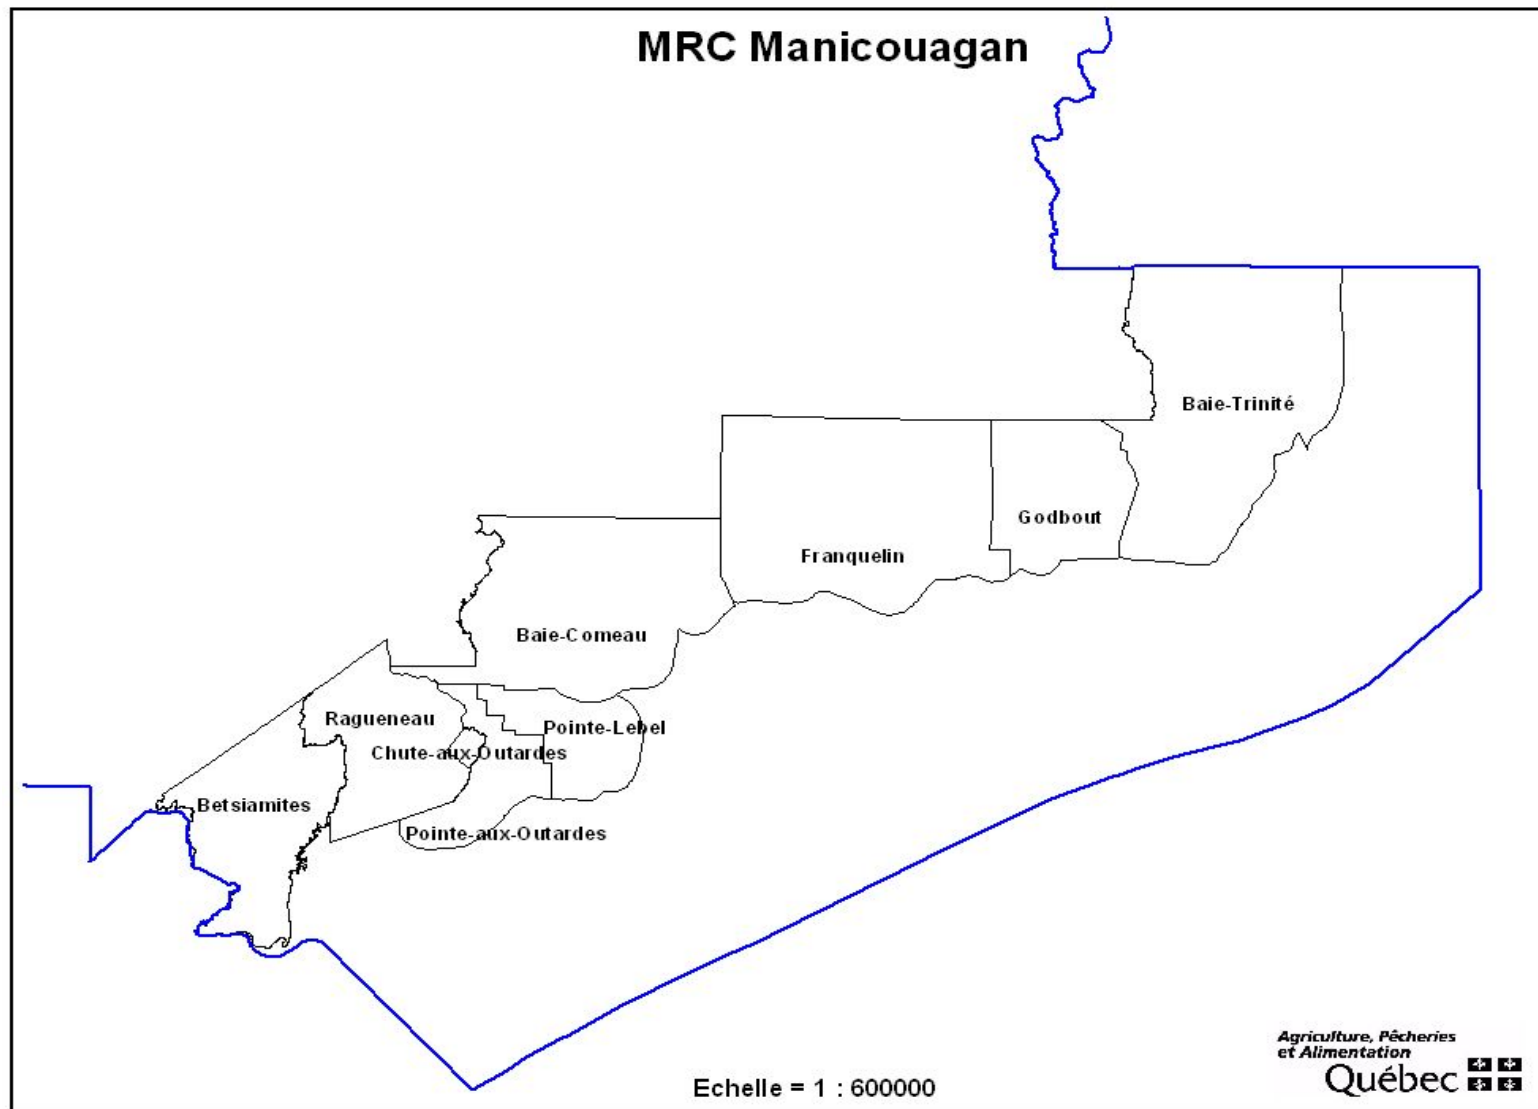 MRC Manicouagan
Baie-Trinité
Godbout
Franquelin
Baie-Comeau
Ragueneau
Pointe-Lebel
Chute-aux-Outardes
Betsiamites
Pointe-aux-Outardes
Agriculture, Pêcheries
et Alimentation
Québec
Echelle = 1 : 600000